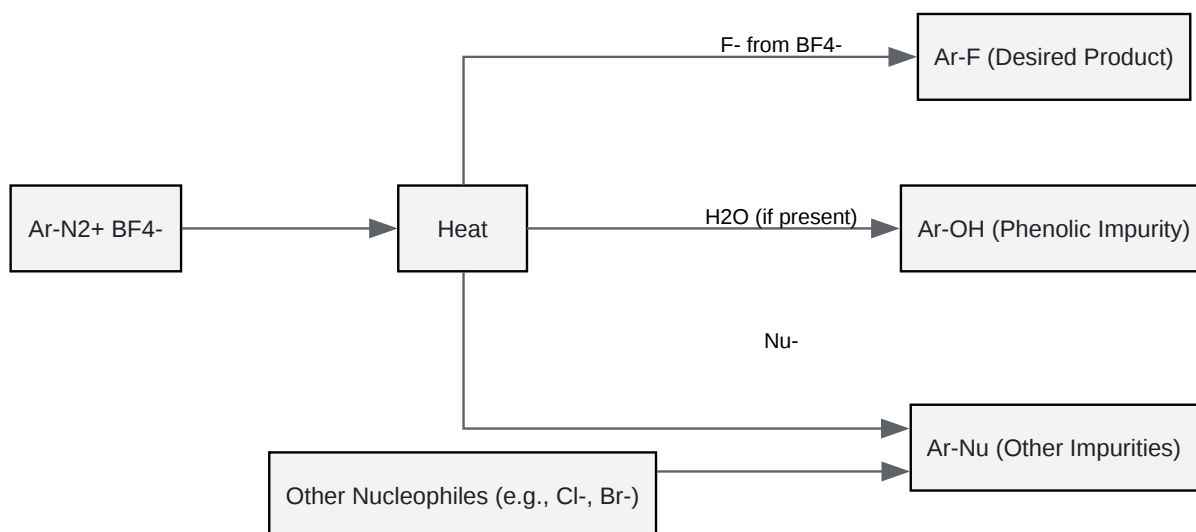 F- from BF4-
Ar-F (Desired Product)
Ar-N2+ BF4-
Heat
H2O (if present)
Ar-OH (Phenolic Impurity)
Nu-
Ar-Nu (Other Impurities)
Other Nucleophiles (e.g., Cl-, Br-)